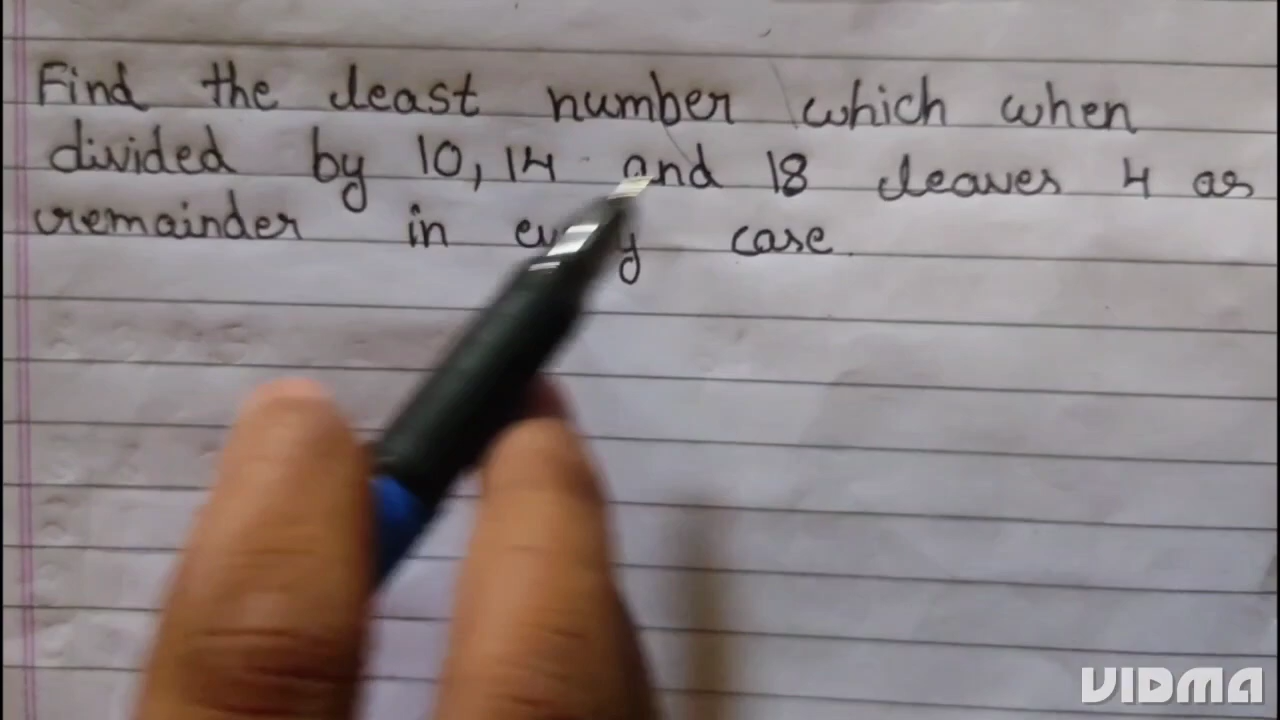 Find the least number which when
divided by 10, 14 and 18 leaves 4 as
remainder in every case.
VIDMA